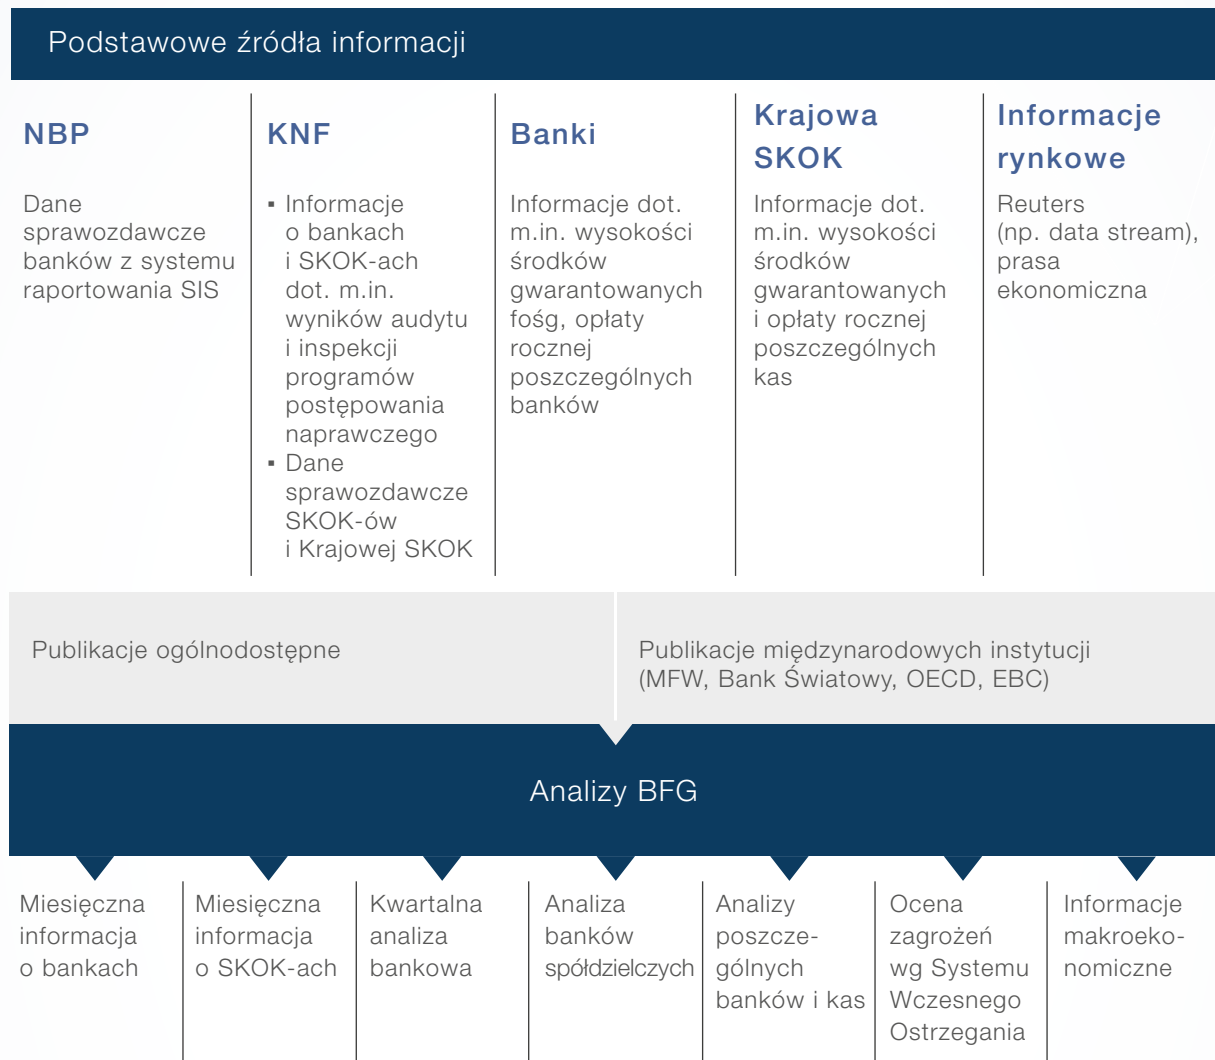 Podstawowe źródła informacji
NBP
Dane
sprawozdawcze
banków z systemu
raportowania SIS
KNF
▪ Informacje
o bankach
i SKOK-ach
dot. m.in.
wyników audytu
i inspekcji
programów
postępowania
naprawczego
▪ Dane
sprawozdawcze
SKOK-ów
i Krajowej SKOK
Banki
Informacje dot.
m.in. wysokości
środków
gwarantowanych
fośg, opłaty
rocznej
poszczególnych
banków
Krajowa
SKOK
Informacje dot.
m.in. wysokości
środków
gwarantowanych
i opłaty rocznej
poszczególnych
kas
Informacje
rynkowe
Reuters
(np. data stream),
prasa
ekonomiczna
Publikacje ogólnodostępne
Publikacje międzynarodowych instytucji
(MFW, Bank Światowy, OECD, EBC)
Analizy BFG
Miesięczna
informacja
o bankach
Miesięczna
informacja
o SKOK-ach
Kwartalna
analiza
bankowa
Analiza
banków
spółdzielczych
Analizy
poszcze-
gólnych
banków i kas
Ocena
zagrożeń
wg Systemu
Wczesnego
Ostrzegania
Informacje
makroeko-
nomiczne